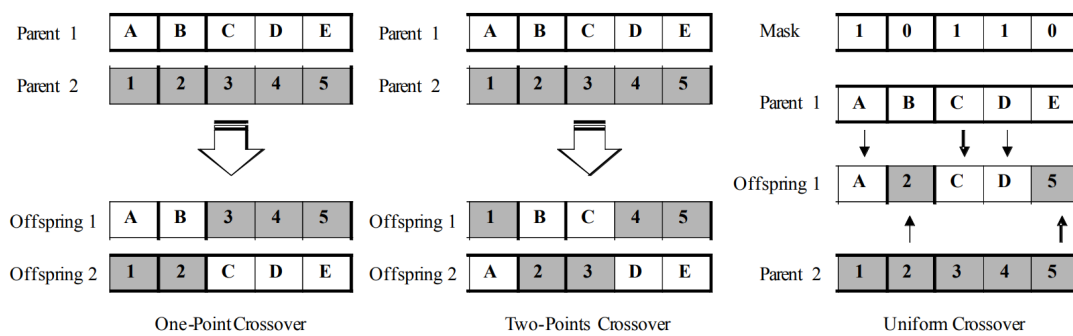 Parent 1 A B C D E
Parent 2 1 2 3 4 5
Offspring 1 A B 3 4 5
Offspring 2 1 2 C D E
One-Point Crossover
Parent 1 A B C D E
Parent 2 1 2 3 4 5
Offspring 1 1 B C 4 5
Offspring 2 A 2 3 D E
Two-Points Crossover
Mask 1 0 1 1 0
Parent 1 A B C D E
Offspring 1 A 2 C D 5
Parent 2 1 2 3 4 5
Uniform Crossover